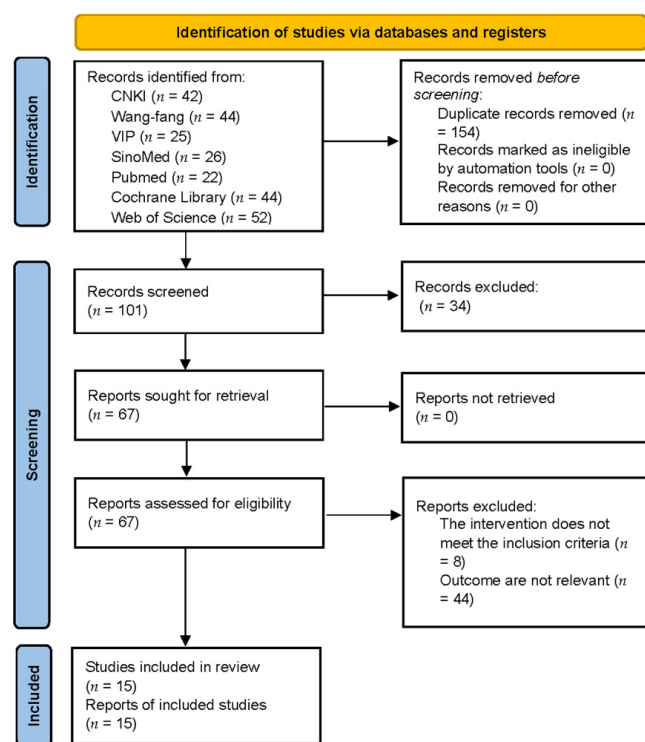 Identification of studies via databases and registers
Identification
Records identified from:
CNKI (n = 42)
Wang-fang (n = 44)
VIP (n = 25)
SinoMed (n = 26)
Pubmed (n = 22)
Cochrane Library (n = 44)
Web of Science (n = 52)
Records removed before
screening:
Duplicate records removed (n
= 154)
Records marked as ineligible
by automation tools (n = 0)
Records removed for other
reasons (n = 0)
Screening
Records screened
(n = 101)
Records excluded:
(n = 34)
Reports sought for retrieval
(n = 67)
Reports not retrieved
(n = 0)
Reports assessed for eligibility
(n = 67)
Reports excluded:
The intervention does not
meet the inclusion criteria (n
= 8)
Outcome are not relevant (n
= 44)
Included
Studies included in review
(n = 15)
Reports of included studies
(n = 15)